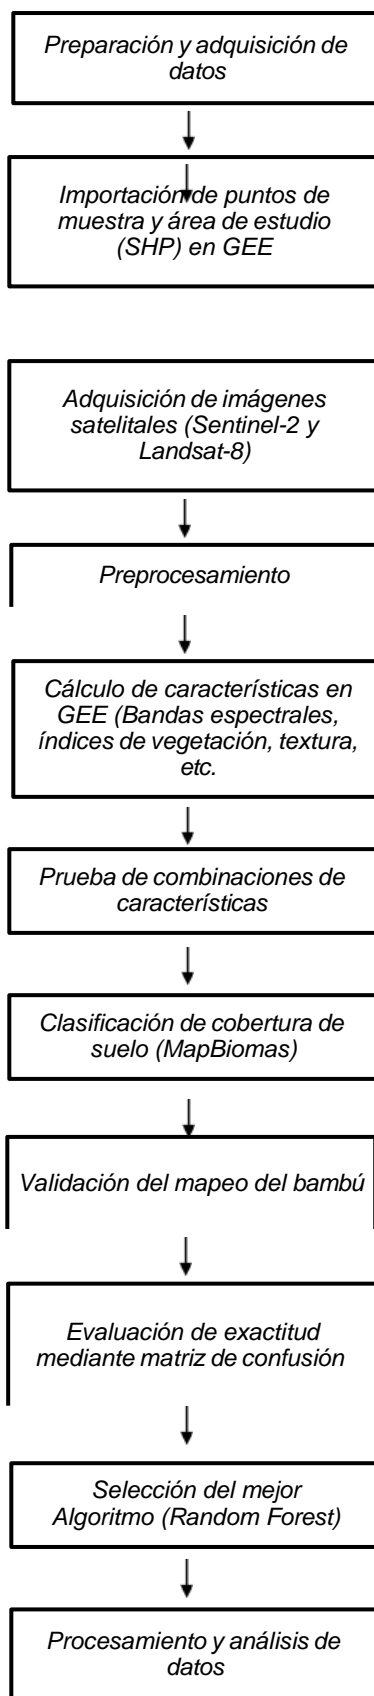 Preparación y adquisición de
datos
Importación de puntos de
muestra y área de estudio
(SHP) en GEE
Adquisición de imágenes
satelitales (Sentinel-2 y
Landsat-8)
Preprocesamiento
Cálculo de características en
GEE (Bandas espectrales,
índices de vegetación, textura,
etc.
Prueba de combinaciones de
características
Clasificación de cobertura de
suelo (MapBiomas)
Validación del mapeo del bambú
Evaluación de exactitud
mediante matriz de confusión
Selección del mejor
Algoritmo (Random Forest)
Procesamiento y análisis de
datos